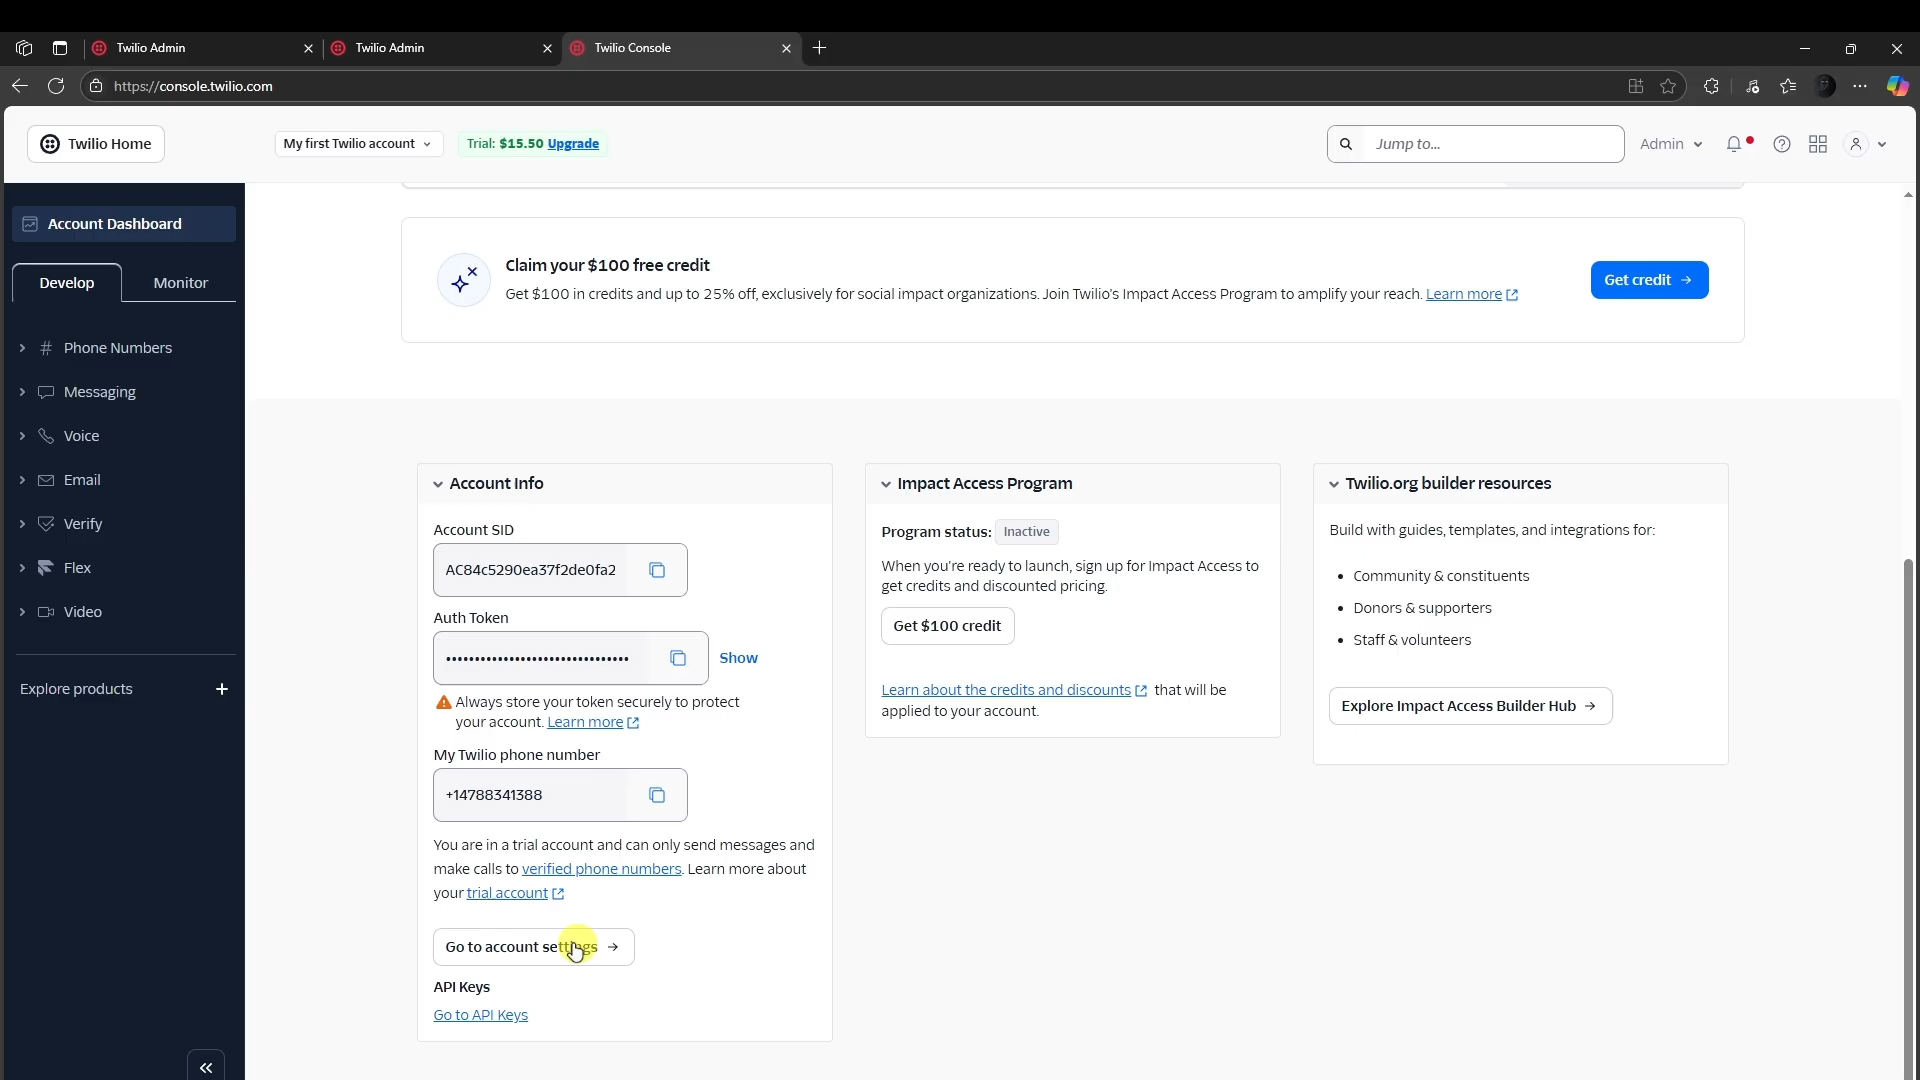 Twilio Admin
Twilio Admin
Twilio Console
https://console.twilio.com
Twilio Home
My first Twilio account
Trial: $15.50 Upgrade
Jump to...
Admin
Account Dashboard
Develop
Monitor
Phone Numbers
Messaging
Voice
Email
Verify
Flex
Video
Explore products
Claim your $100 free credit
Get $100 in credits and up to 25% off, exclusively for social impact organizations. Join Twilio's Impact Access Program to amplify your reach. Learn more
Get credit →
Account Info
Account SID
AC84c5290ea37f2de0fa2
Auth Token
••••••••••••••••••••••••••••••••
Show
Always store your token securely to protect
your account. Learn more
My Twilio phone number
+14788341388
You are in a trial account and can only send messages and
make calls to verified phone numbers. Learn more about
your trial account
Go to account settings →
API Keys
Go to API Keys
Impact Access Program
Program status: Inactive
When you're ready to launch, sign up for Impact Access to
get credits and discounted pricing.
Get $100 credit
Learn about the credits and discounts that will be
applied to your account.
Twilio.org builder resources
Build with guides, templates, and integrations for:
• Community & constituents
• Donors & supporters
• Staff & volunteers
Explore Impact Access Builder Hub →